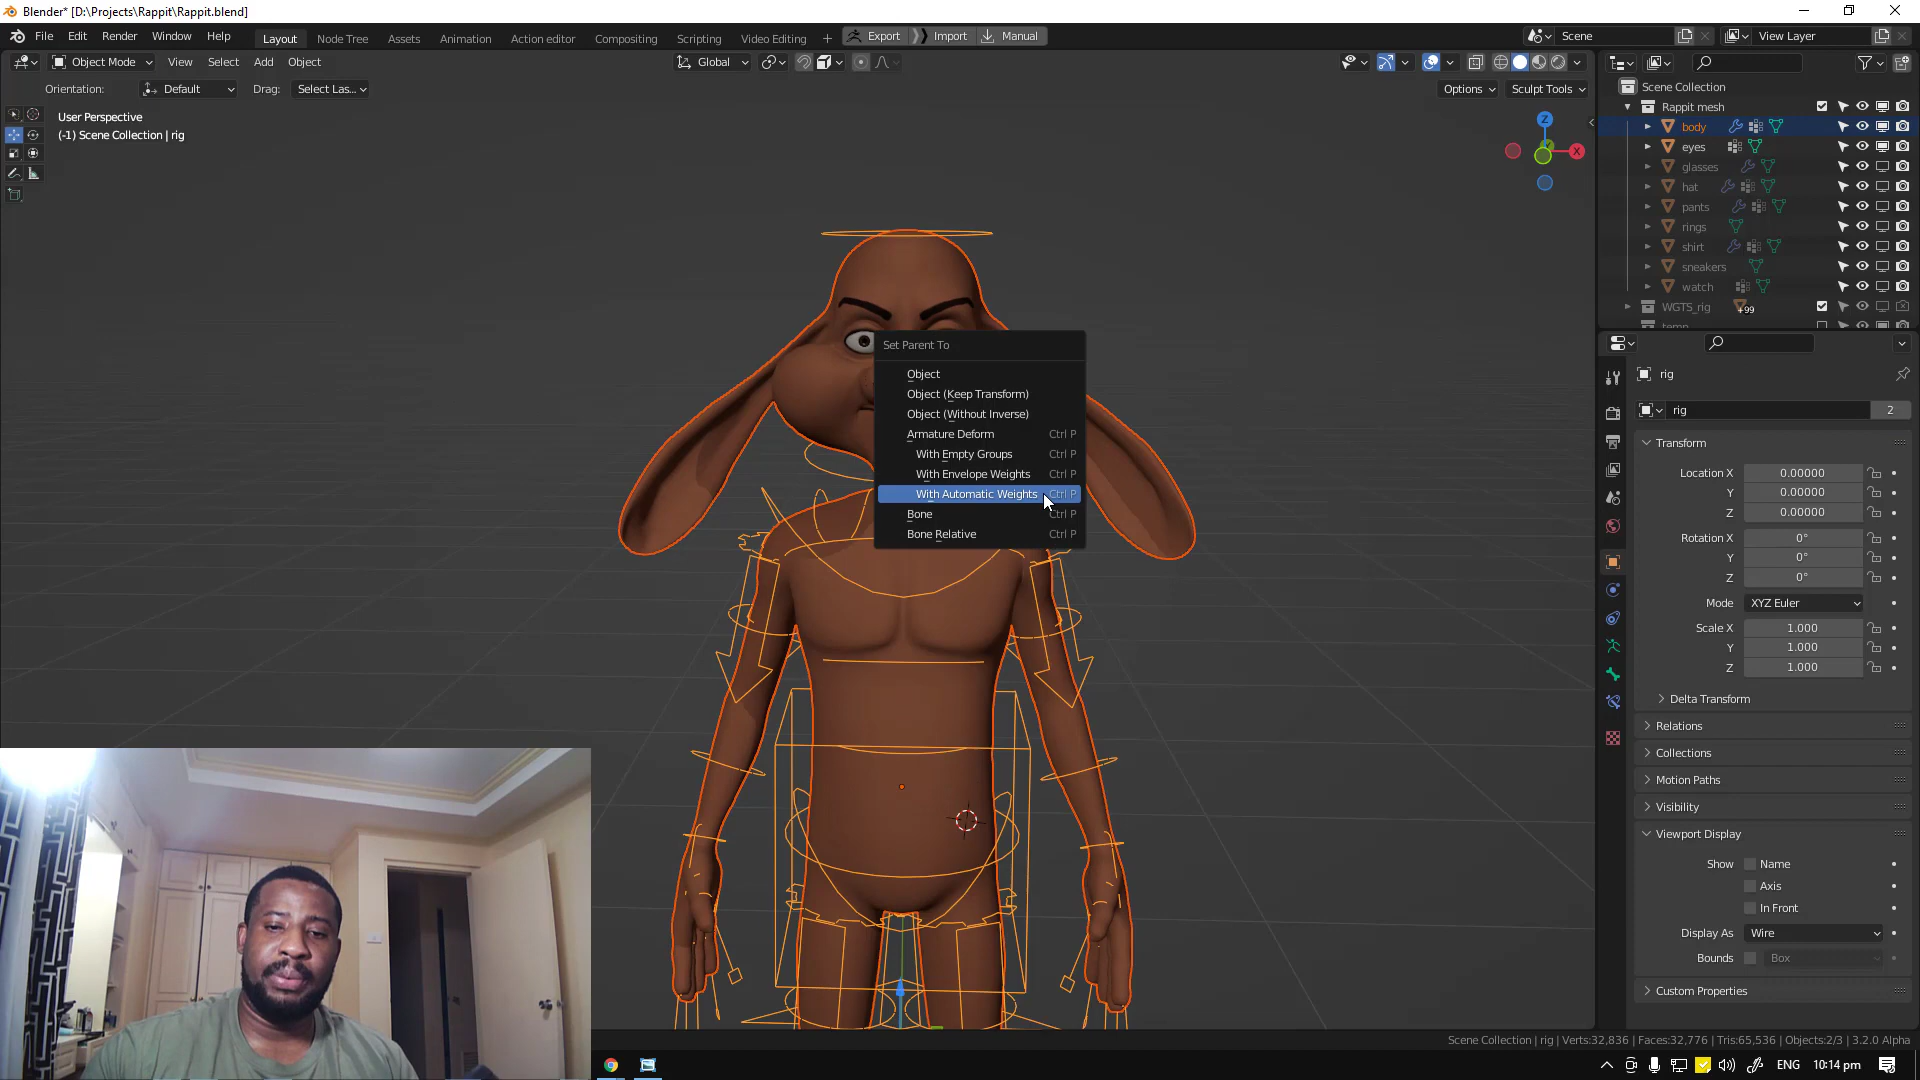 Blender* [D:\Projects\Rappit\Rappit.blend]
File Edit Render Window Help
Layout Node Tree Assets Animation Action editor Compositing Scripting Video Editing + Export Import Manual
Scene View Layer
Object Mode View Select Add Object Global
Orientation: Default Drag: Select Las... Options Sculpt Tools
User Perspective
(-1) Scene Collection | rig
Z
X
Scene Collection
Rappit mesh
body
eyes
glasses
hat
pants
rings
shirt
sneakers
watch
WGTS_rig +99
temp
Set Parent To
Object
Object (Keep Transform)
Object (Without Inverse)
Armature Deform Ctrl P
With Empty Groups Ctrl P
With Envelope Weights Ctrl P
With Automatic Weights Ctrl P
Bone Ctrl P
Bone Relative Ctrl P
rig
rig 2
Transform
Location X 0.00000
Y 0.00000
Z 0.00000
Rotation X 0°
Y 0°
Z 0°
Mode XYZ Euler
Scale X 1.000
Y 1.000
Z 1.000
Delta Transform
Relations
Collections
Motion Paths
Visibility
Viewport Display
Show Name
Axis
In Front
Display As Wire
Bounds Box
Custom Properties
Scene Collection | rig | Verts:32,836 | Faces:32,776 | Tris:65,536 | Objects:2/3 | 3.2.0 Alpha
ENG 10:14 pm